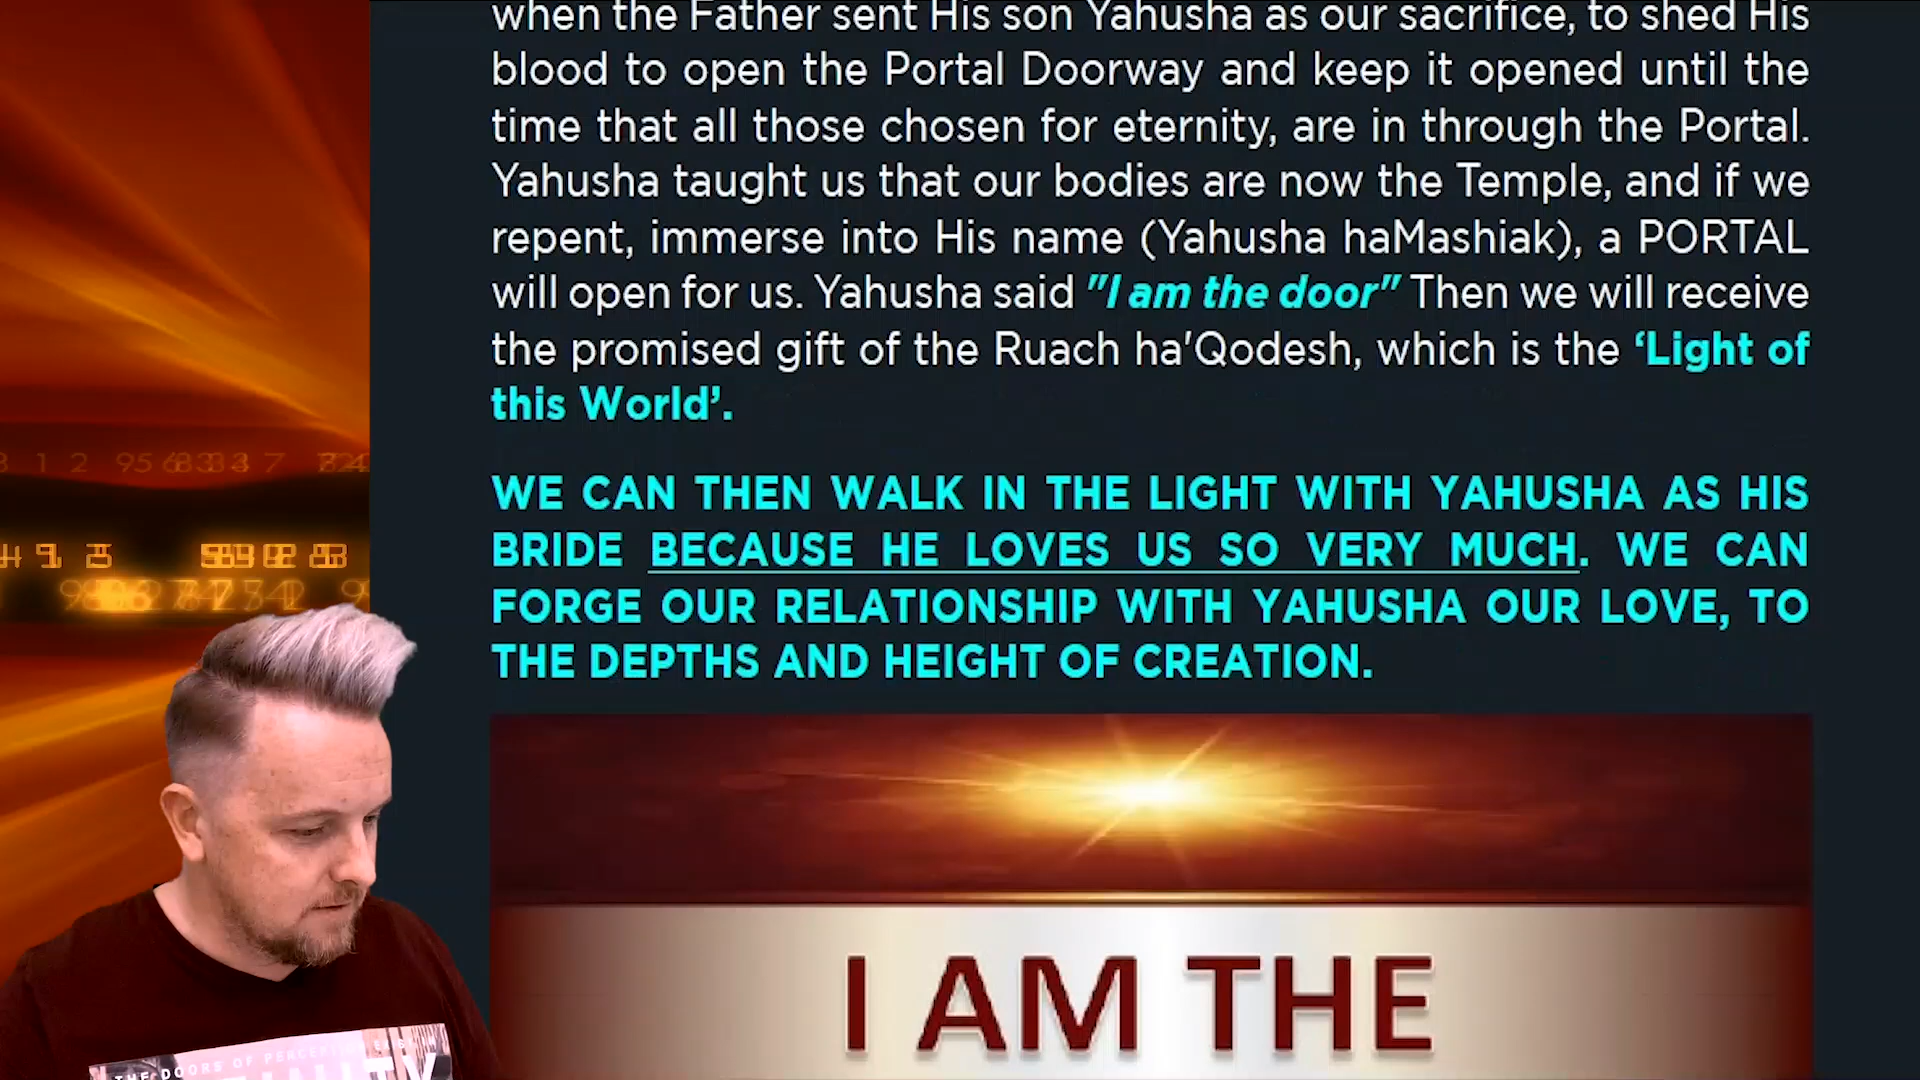 when the Father sent His son Yahusha as our sacrifice, to shed His
blood to open the Portal Doorway and keep it opened until the
time that all those chosen for eternity, are in through the Portal.
Yahusha taught us that our bodies are now the Temple, and if we
repent, immerse into His name (Yahusha haMashiak), a PORTAL
will open for us. Yahusha said "I am the door" Then we will receive
the promised gift of the Ruach ha'Qodesh, which is the ‘Light of
this World’.
WE CAN THEN WALK IN THE LIGHT WITH YAHUSHA AS HIS
BRIDE BECAUSE HE LOVES US SO VERY MUCH. WE CAN
FORGE OUR RELATIONSHIP WITH YAHUSHA OUR LOVE, TO
THE DEPTHS AND HEIGHT OF CREATION.
I AM THE
THE DOORS OF